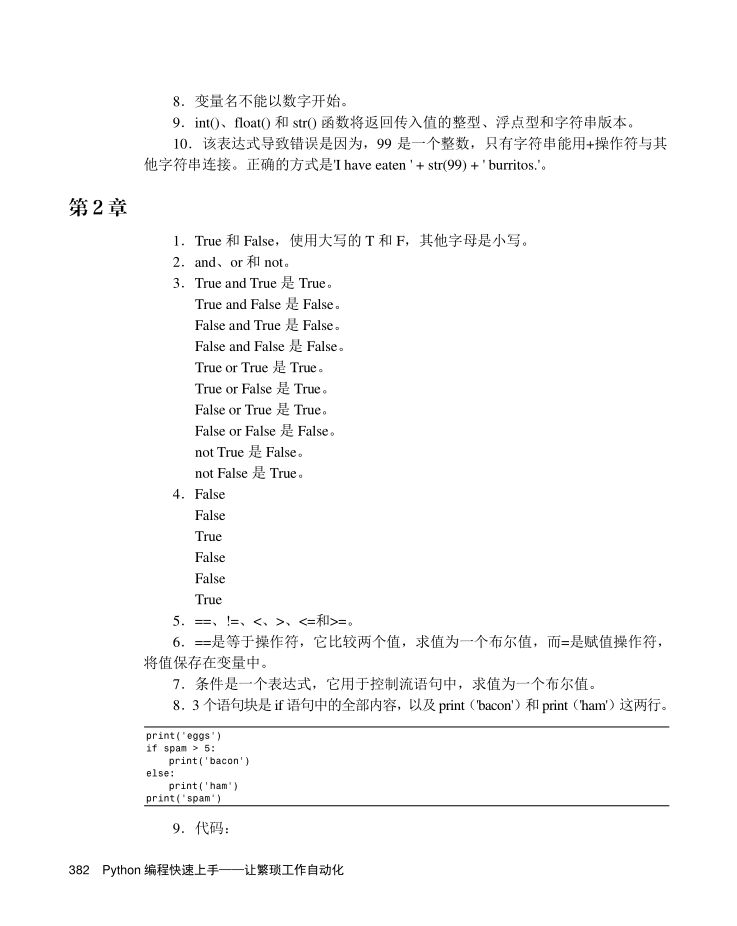 8．变量名不能以数字开始。
9．int()、float() 和 str() 函数将返回传入值的整型、浮点型和字符串版本。
10．该表达式导致错误是因为，99 是一个整数，只有字符串能用+操作符与其
他字符串连接。正确的方式是'I have eaten ' + str(99) + ' burritos.'。
第 2 章
1．True 和 False，使用大写的 T 和 F，其他字母是小写。
2．and、or 和 not。
3．True and True 是 True。
True and False 是 False。
False and True 是 False。
False and False 是 False。
True or True 是 True。
True or False 是 True。
False or True 是 True。
False or False 是 False。
not True 是 False。
not False 是 True。
4．False
False
True
False
False
True
5．==、!=、<、>、<=和>=。
6．==是等于操作符，它比较两个值，求值为一个布尔值，而=是赋值操作符，
将值保存在变量中。
7．条件是一个表达式，它用于控制流语句中，求值为一个布尔值。
8．3 个语句块是 if 语句中的全部内容，以及 print（'bacon'）和 print（'ham'）这两行。
print('eggs')
if spam > 5:
    print('bacon')
else:
    print('ham')
print('spam')
9．代码：
382 Python 编程快速上手——让繁琐工作自动化